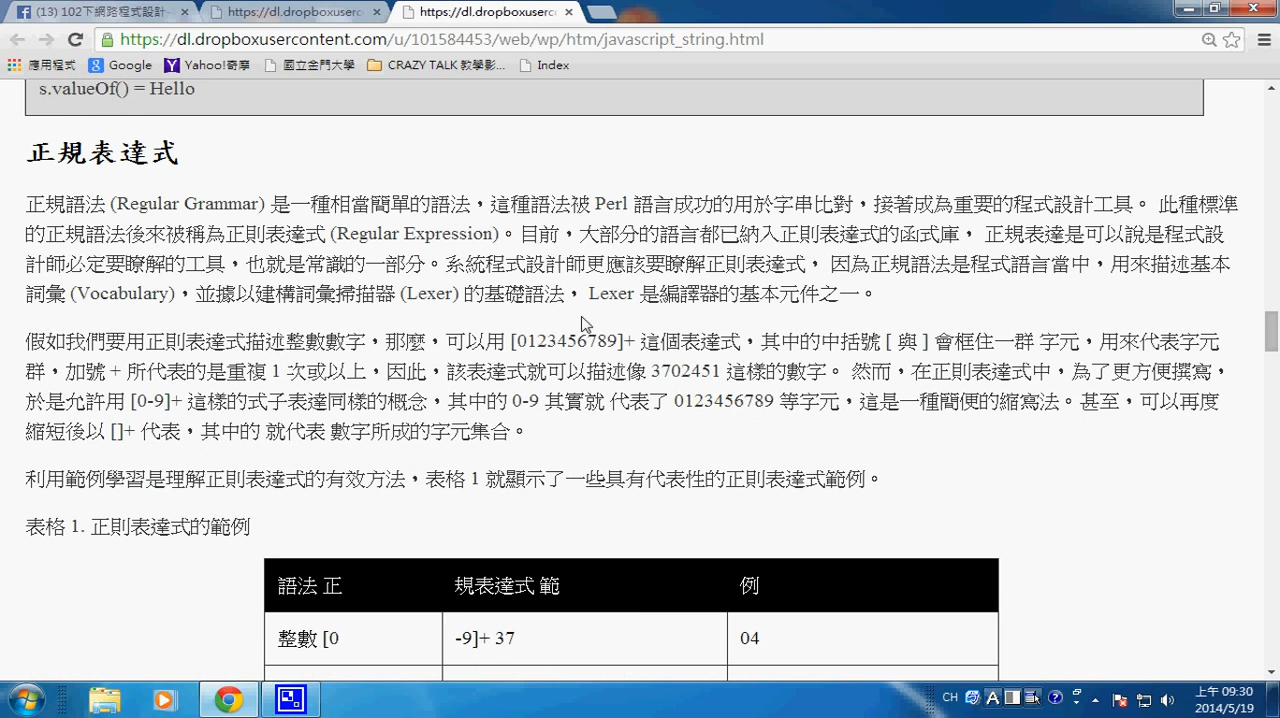 (13) 102下網路程式設計-
https://dl.dropboxuserc
https://dl.dropboxuserc
https://dl.dropboxusercontent.com/u/101584453/web/wp/htm/javascript_string.html
應用程式 Google Yahoo!奇摩 國立金門大學 CRAZY TALK 教學影... Index
s.valueOf() = Hello
正規表達式
正規語法 (Regular Grammar) 是一種相當簡單的語法，這種語法被 Perl 語言成功的用於字串比對，接著成為重要的程式設計工具。 此種標準
的正規語法後來被稱為正則表達式 (Regular Expression)。目前，大部分的語言都已納入正則表達式的函式庫， 正規表達是可以說是程式設
計師必定要瞭解的工具，也就是常識的一部分。系統程式設計師更應該要瞭解正則表達式， 因為正規語法是程式語言當中，用來描述基本
詞彙 (Vocabulary)，並據以建構詞彙掃描器 (Lexer) 的基礎語法， Lexer 是編譯器的基本元件之一。
假如我們要用正則表達式描述整數數字，那麼，可以用 [0123456789]+ 這個表達式，其中的中括號 [ 與 ] 會框住一群 字元，用來代表字元
群，加號 + 所代表的是重複 1 次或以上，因此，該表達式就可以描述像 3702451 這樣的數字。 然而，在正則表達式中，為了更方便撰寫，
於是允許用 [0-9]+ 這樣的式子表達同樣的概念，其中的 0-9 其實就 代表了 0123456789 等字元，這是一種簡便的縮寫法。甚至，可以再度
縮短後以 []+ 代表，其中的 就代表 數字所成的字元集合。
利用範例學習是理解正則表達式的有效方法，表格 1 就顯示了一些具有代表性的正則表達式範例。
表格 1. 正則表達式的範例
語法 正 規表達式 範 例
整數 [0 -9]+ 37 04
CH 上午 09:30
2014/5/19